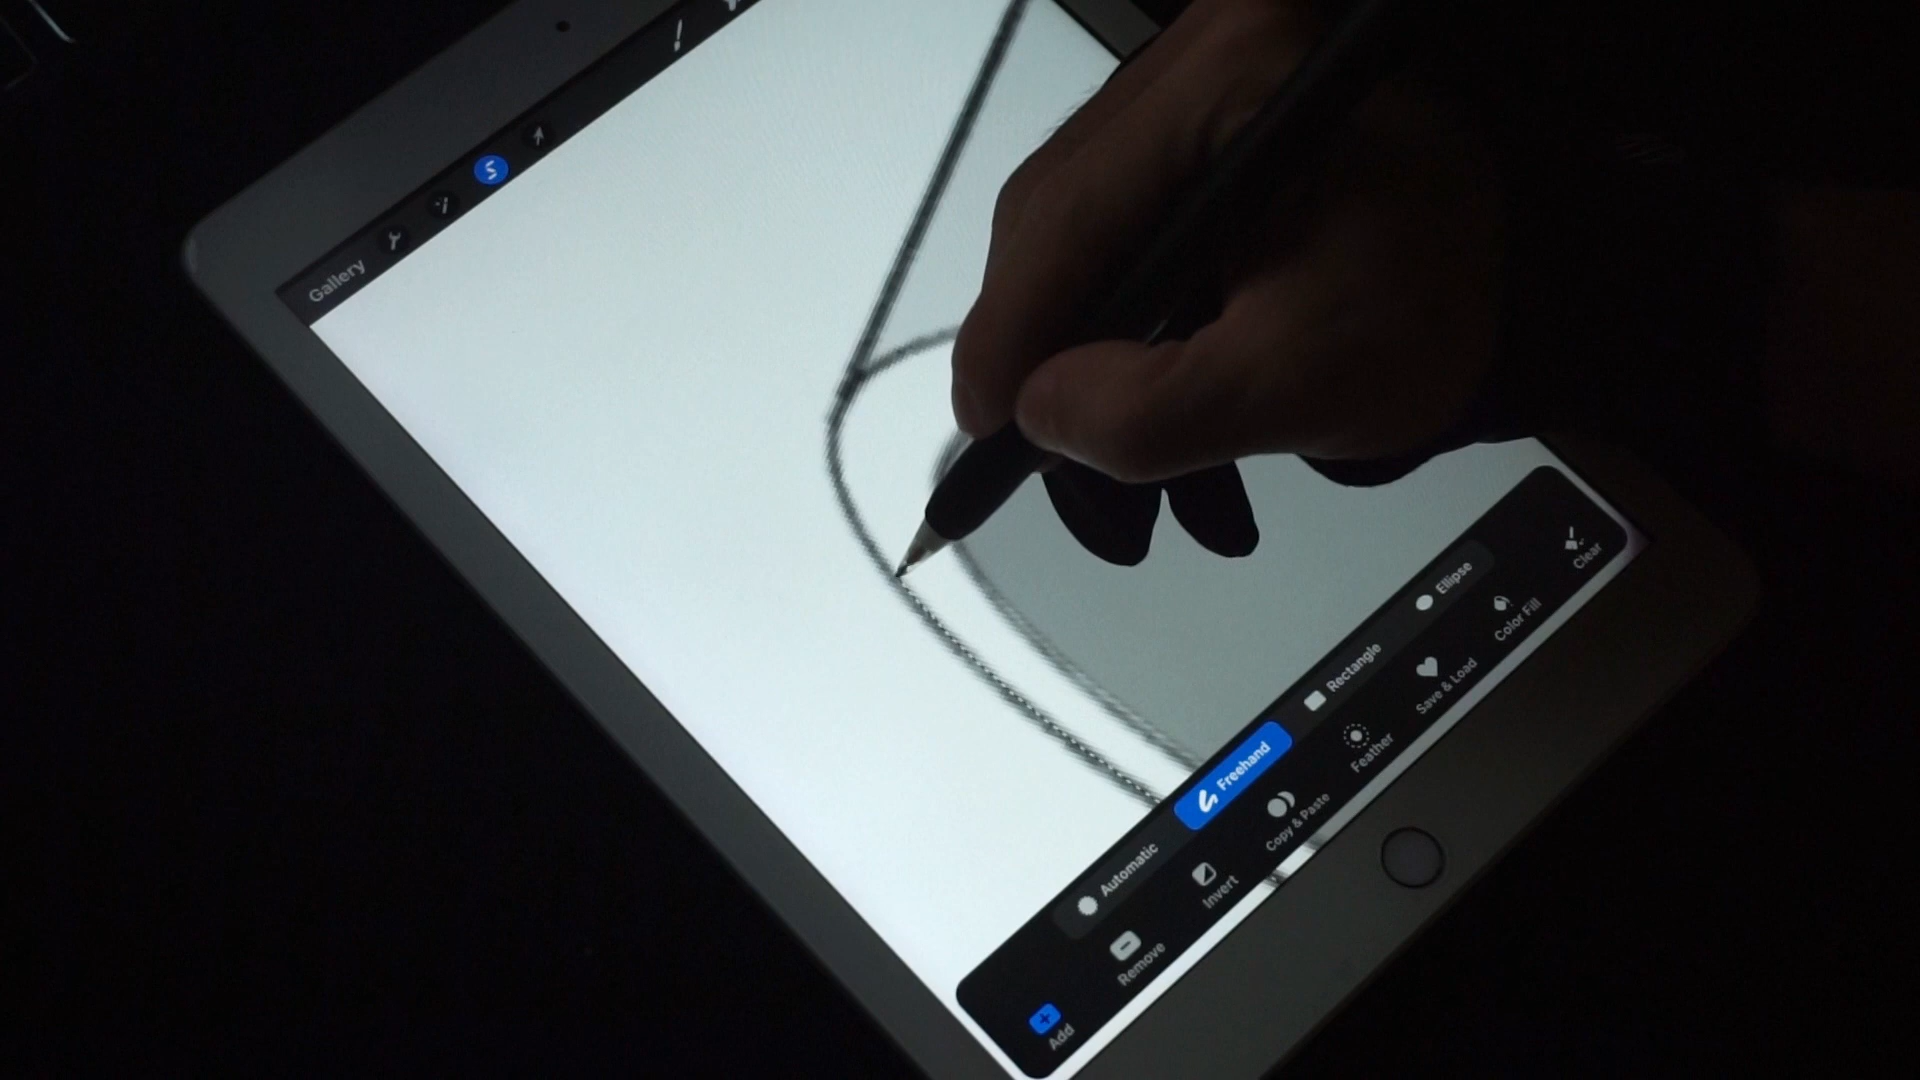 Gallery
Automatic
Freehand
Rectangle
Ellipse
Add
Remove
Invert
Copy & Paste
Feather
Save & Load
Color Fill
Clear